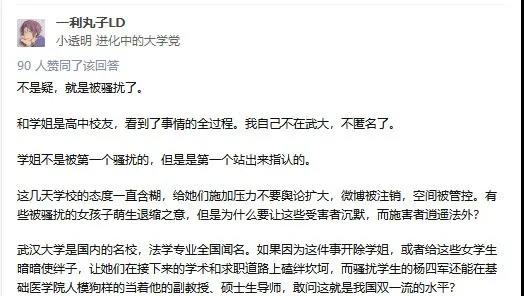 一利丸子LD
小透明 进化中的大学党
90 人赞同了该回答
不是疑，就是被骚扰了。
和学姐是高中校友，看到了事情的全过程。我自己不在武大，不匿名了。
学姐不是被第一个骚扰的，但是是第一个站出来指认的。
这几天学校的态度一直含糊，给她们施加压力不要舆论扩大，微博被注销，空间被管控。有
些被骚扰的女孩子萌生退缩之意，但是为什么要让这些受害者沉默，而施害者逍遥法外?
武汉大学是国内的名校，法学专业全国闻名。如果因为这件事开除学姐，或者给这些女学生
暗暗使绊子，让她们在接下来的学术和求职道路上磕绊坎坷，而骚扰学生的杨四军还能在基
础医学院人模狗样的当着他的副教授、硕士生导师，敢问这就是我国双一流的水平?